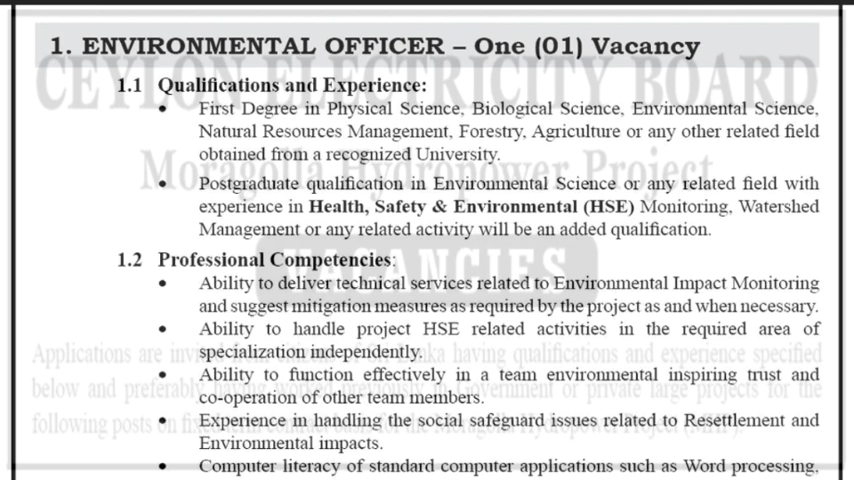 1. ENVIRONMENTAL OFFICER – One (01) Vacancy
CEYLON ELECTRICITY BOARD
1.1 Qualifications and Experience:
• First Degree in Physical Science, Biological Science, Environmental Science,
Natural Resources Management, Forestry, Agriculture or any other related field
obtained from a recognized University.
Moragolla Hydropower Project
• Postgraduate qualification in Environmental Science or any related field with
experience in Health, Safety & Environmental (HSE) Monitoring, Watershed
Management or any related activity will be an added qualification.
1.2 Professional Competencies:
VACANCIES
• Ability to deliver technical services related to Environmental Impact Monitoring
and suggest mitigation measures as required by the project as and when necessary.
• Ability to handle project HSE related activities in the required area of
specialization independently.
Applications are invited from citizens of Sri Lanka having qualifications and experience specified
• Ability to function effectively in a team environmental inspiring trust and
co-operation of other team members.
below and preferably having worked previously in Government or private large projects for the
• Experience in handling the social safeguard issues related to Resettlement and
Environmental impacts.
following posts on
• Computer literacy of standard computer applications such as Word processing,